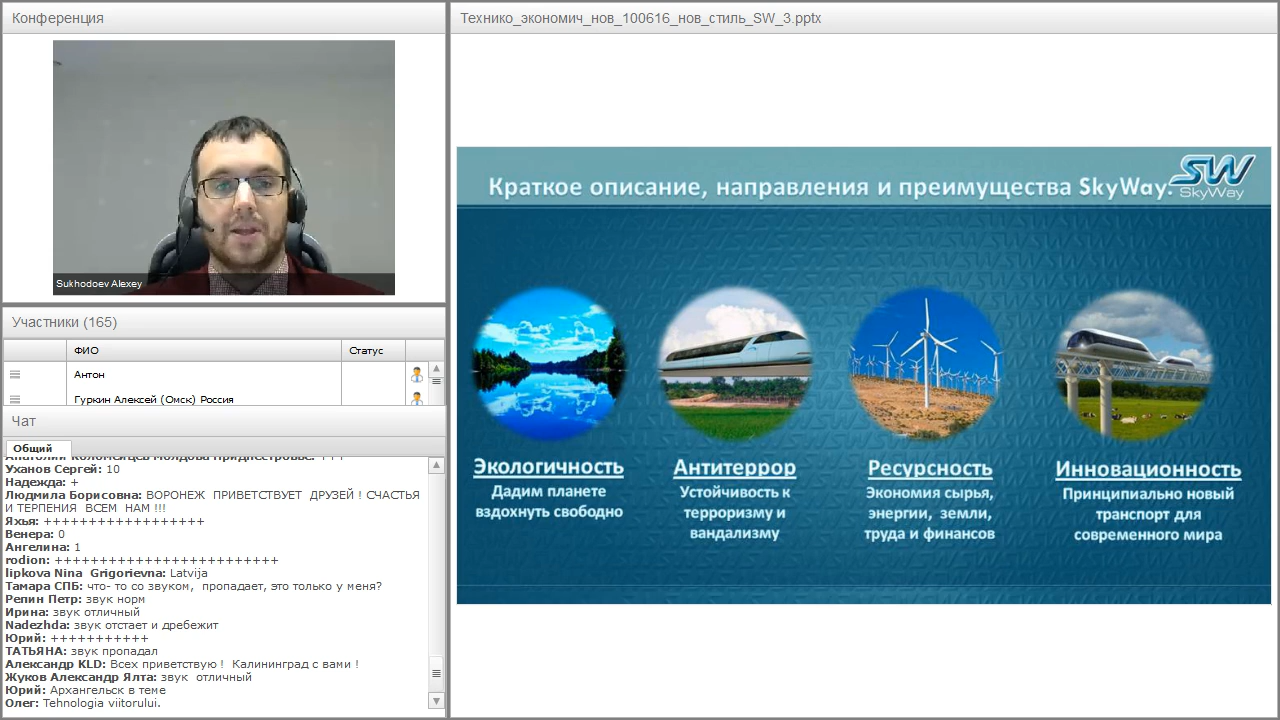 Конференция
Sukhodoev Alexey
Участники (165)
ФИО
Статус
Антон
Гуркин Алексей (Омск) Россия
Чат
Общий
Уханов Сергей: 10
Надежда: +
Людмила Борисовна: ВОРОНЕЖ ПРИВЕТСТВУЕТ ДРУЗЕЙ ! СЧАСТЬЯ
И ТЕРПЕНИЯ ВСЕМ НАМ !!!
Яхья: ++++++++++++++++++
Венера: 0
Ангелина: 1
rodion: +++++++++++++++++++++++++
lipkova Nina Grigorievna: Latvija
Тамара СПБ: что- то со звуком, пропадает, это только у меня?
Репин Петр: звук норм
Ирина: звук отличный
Nadezhda: звук отстает и дребежит
Юрий: +++++++++++
ТАТЬЯНА: звук пропадал
Александр KLD: Всех приветствую ! Калининград с вами !
Жуков Александр Ялта: звук отличный
Юрий: Архангельск в теме
Олег: Tehnologia viitorului.
Технико_экономич_нов_100616_нов_стиль_SW_3.pptx
Краткое описание, направления и преимущества SkyWay.
SW
SkyWay
Экологичность
Дадим планете
вздохнуть свободно
Антитеррор
Устойчивость к
терроризму и
вандализму
Ресурсность
Экономия сырья,
энергии, земли,
труда и финансов
Инновационность
Принципиально новый
транспорт для
современного мира